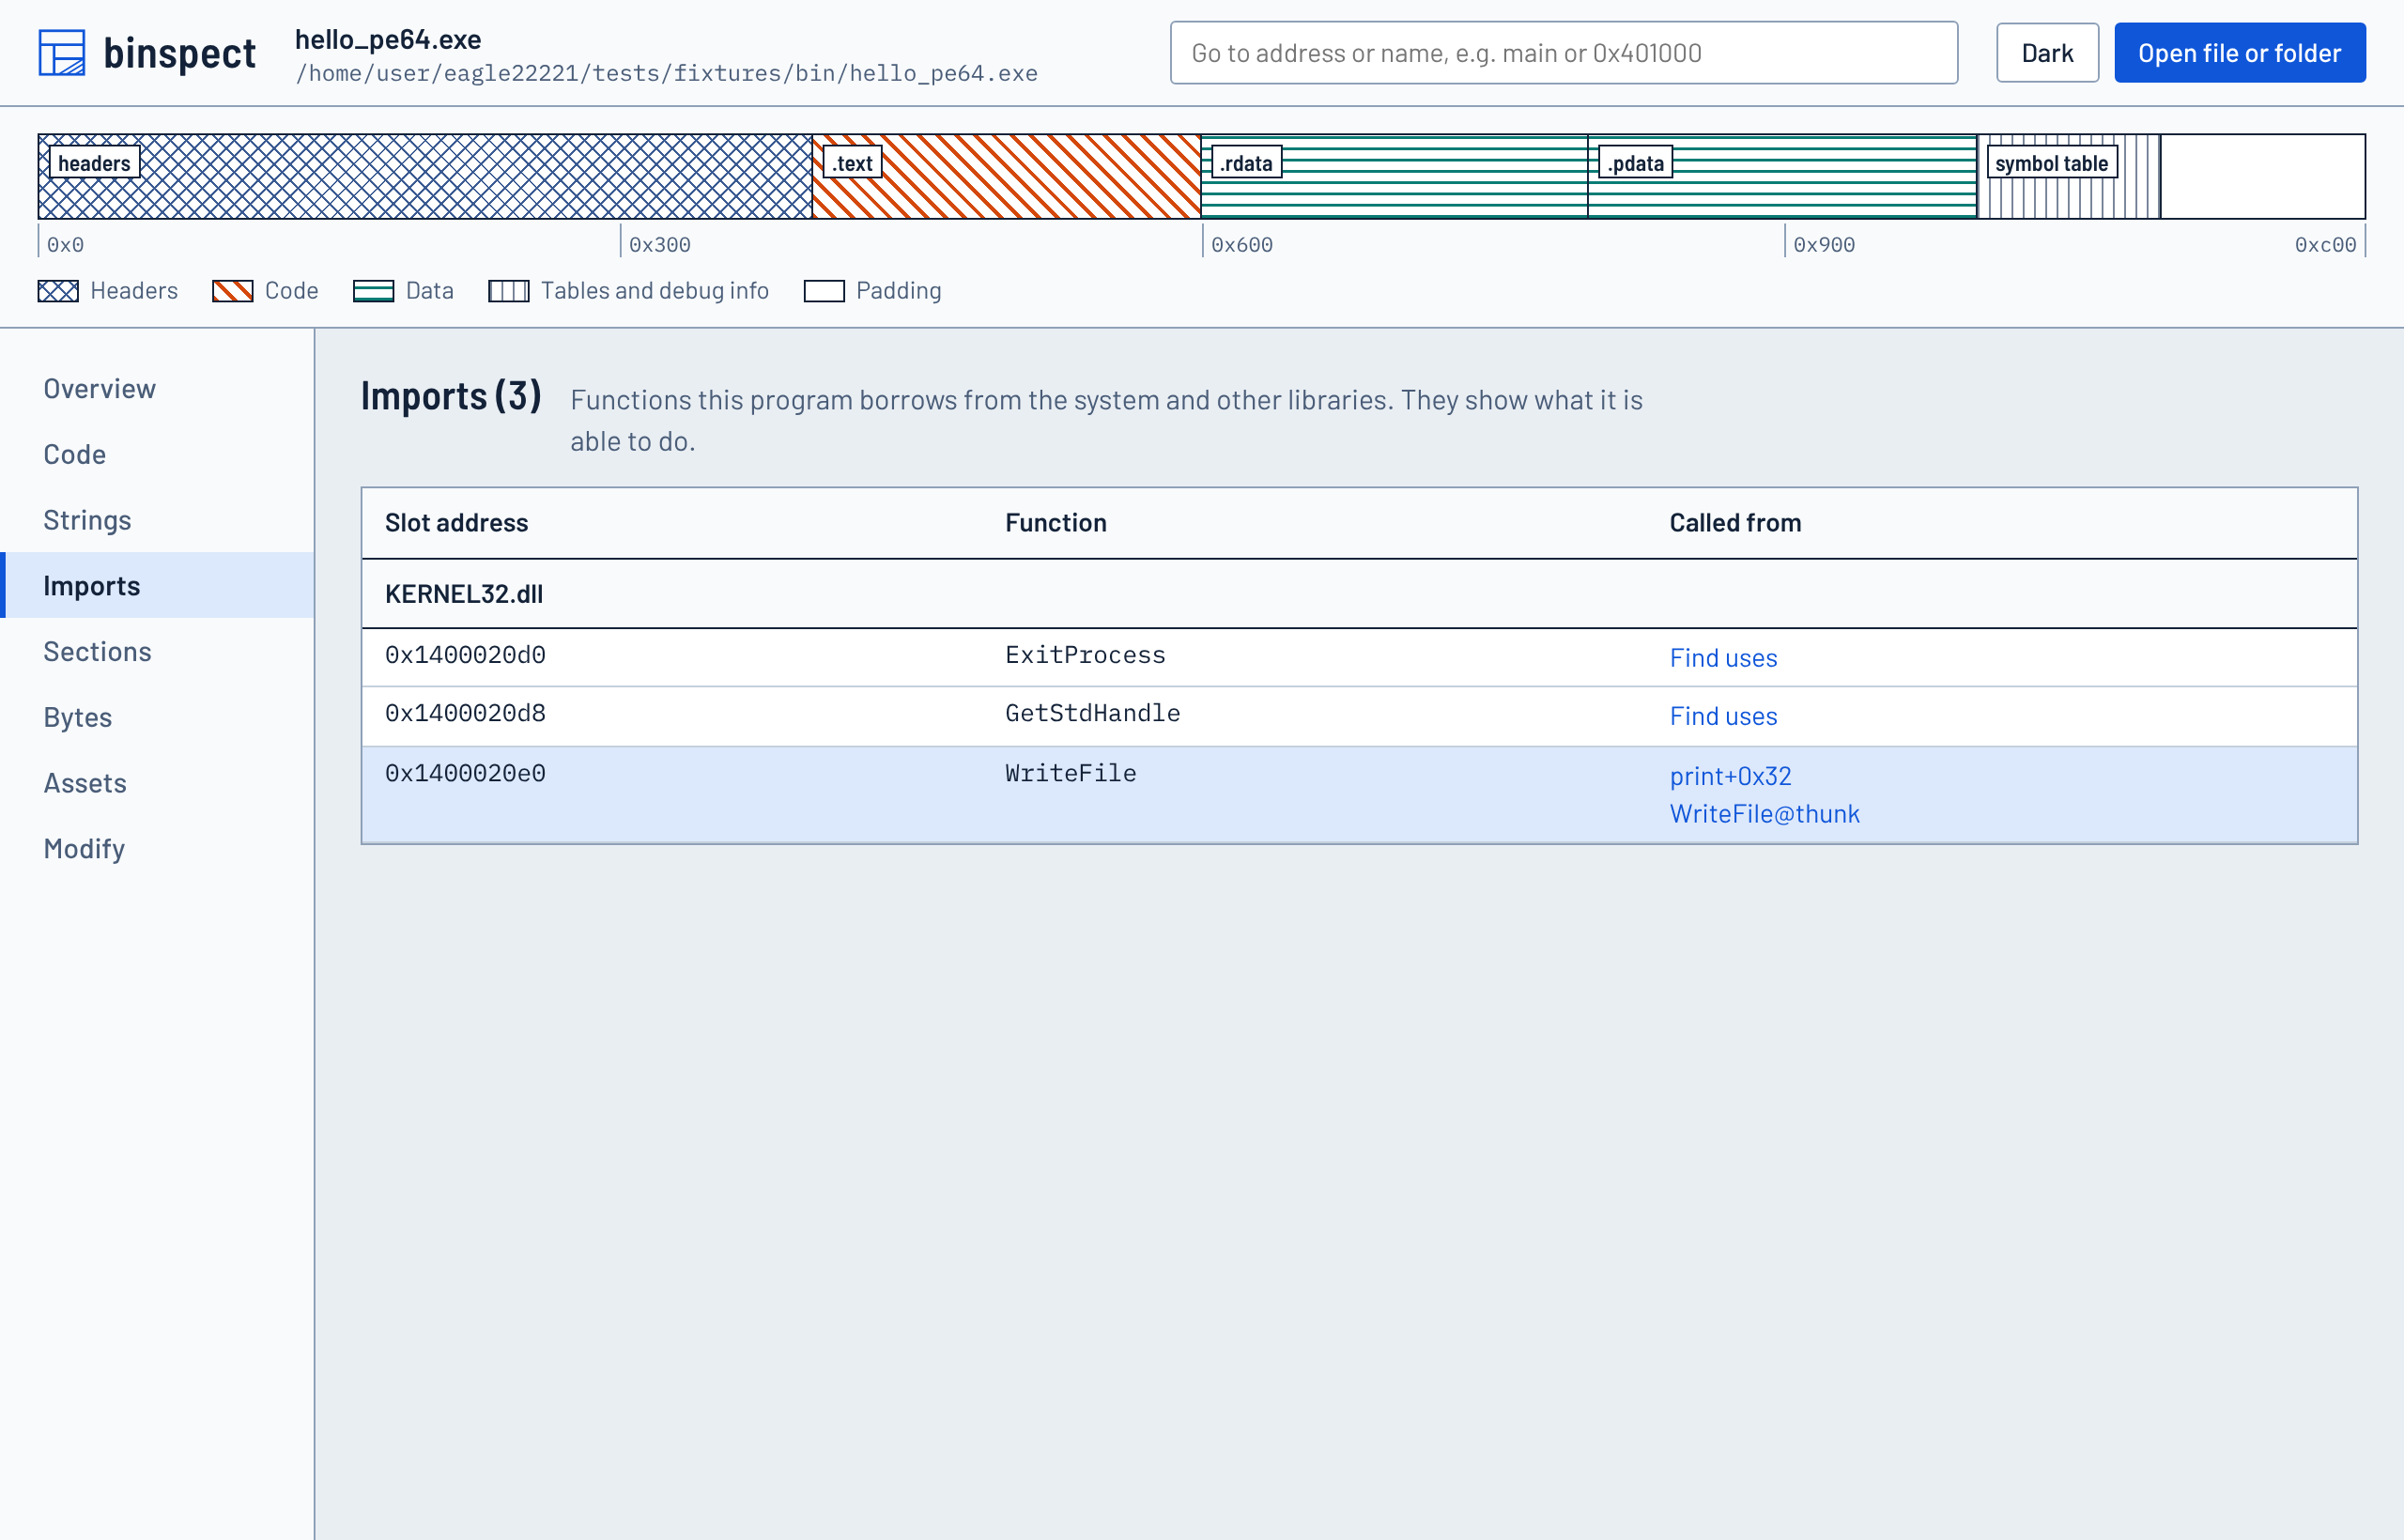 binspect
hello_pe64.exe
/home/user/eagle22221/tests/fixtures/bin/hello_pe64.exe
Go to address or name, e.g. main or 0x401000
Dark
Open file or folder
headers
.text
.rdata
.pdata
symbol table
0x0
0x300
0x600
0x900
0xc00
Headers
Code
Data
Tables and debug info
Padding
Overview
Code
Strings
Imports
Sections
Bytes
Assets
Modify
Imports (3)
Functions this program borrows from the system and other libraries. They show what it is
able to do.
Slot address
Function
Called from
KERNEL32.dll
0x1400020d0
ExitProcess
Find uses
0x1400020d8
GetStdHandle
Find uses
0x1400020e0
WriteFile
print+0x32
WriteFile@thunk